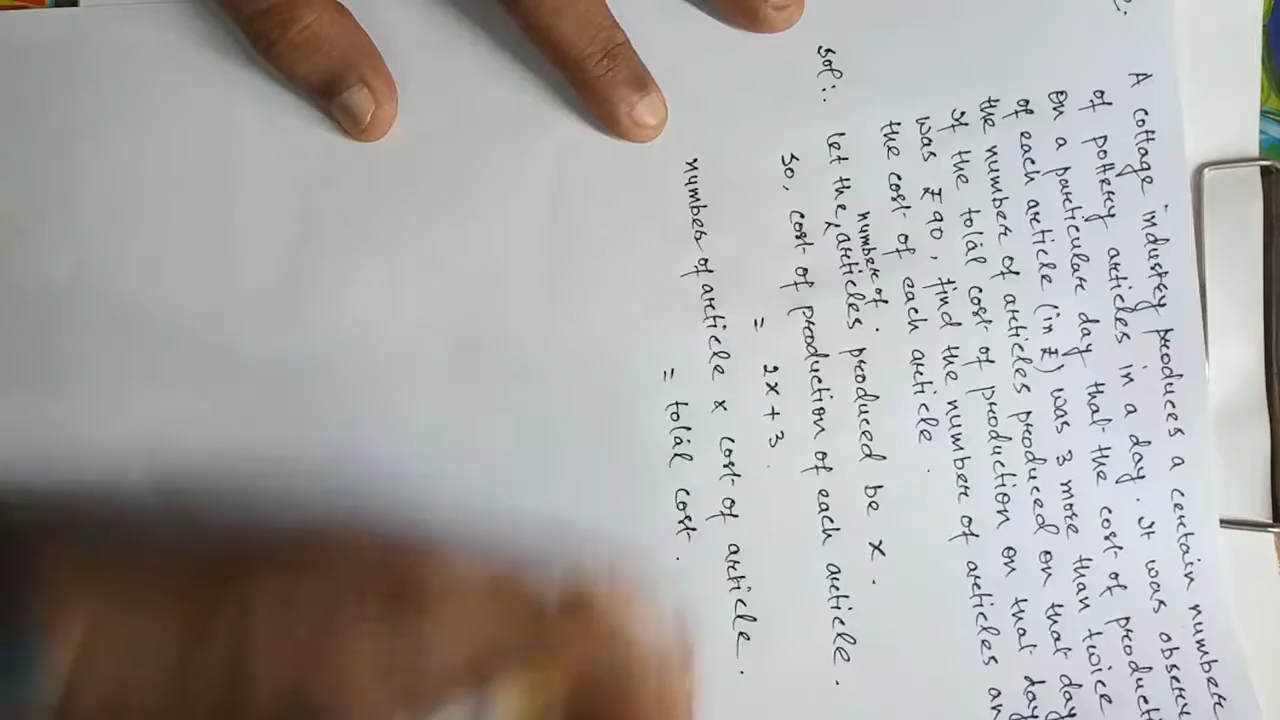 A cottage industry produces a certain number
of pottery articles in a day. It was observe
on a particular day that the cost of product
of each article (in ₹) was 3 more than twice
the number of articles produced on that day
If the total cost of production on that day
was ₹ 90, find the number of articles an
the cost of each article.
Sol:. Let the number of articles produced be x.
So, cost of production of each article.
= 2x + 3.
number of article x cost of article.
= total cost.